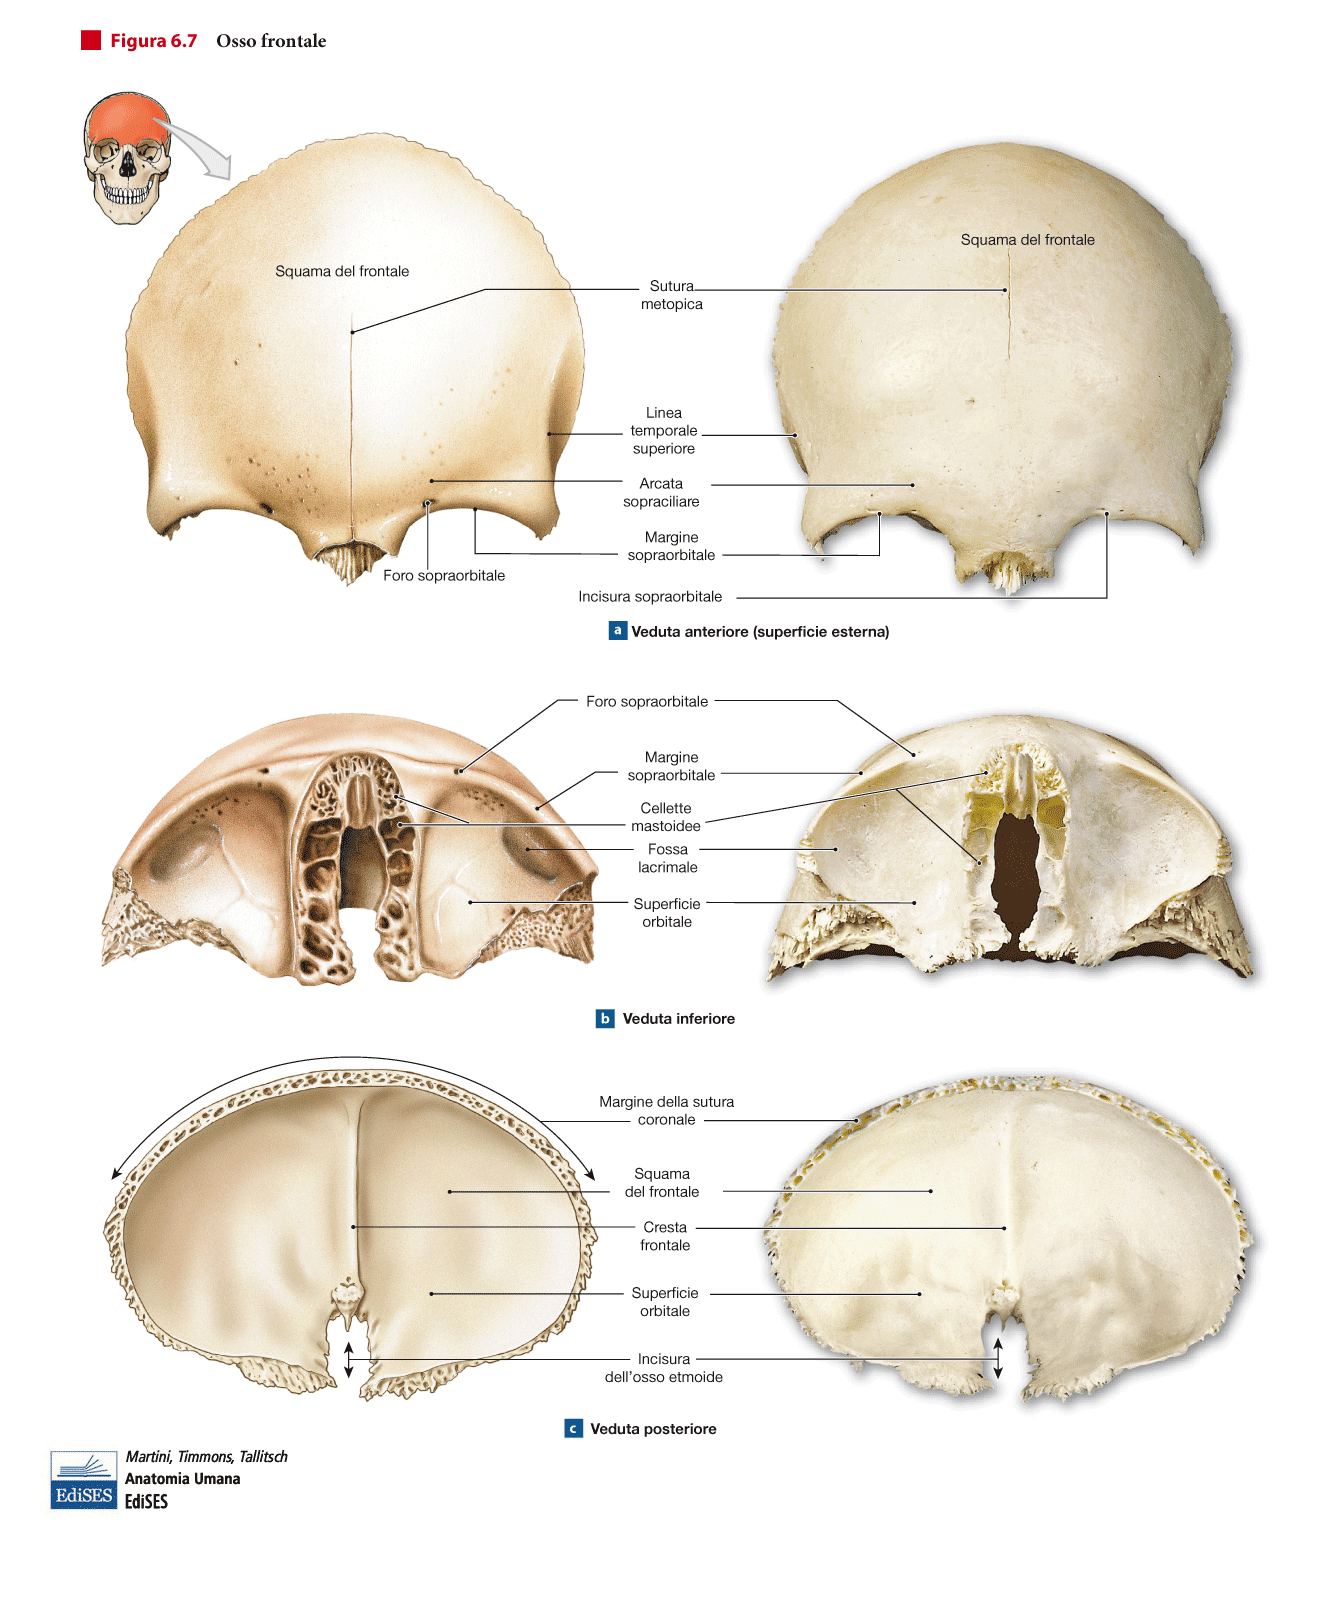 Figura 6.7 Osso frontale
Squama del frontale
Squama del frontale
Sutura
metopica
Linea
temporale
superiore
Arcata
sopraciliare
Margine
sopraorbitale
Foro sopraorbitale
Incisura sopraorbitale
a Veduta anteriore (superficie esterna)
Foro sopraorbitale
Margine
sopraorbitale
Cellette
mastoidee
Fossa
lacrimale
Superficie
orbitale
b Veduta inferiore
Margine della sutura
coronale
Squama
del frontale
Cresta
frontale
Superficie
orbitale
Incisura
dell'osso etmoide
c Veduta posteriore
Martini, Timmons, Tallitsch
Anatomia Umana
EdiSES
EdiSES